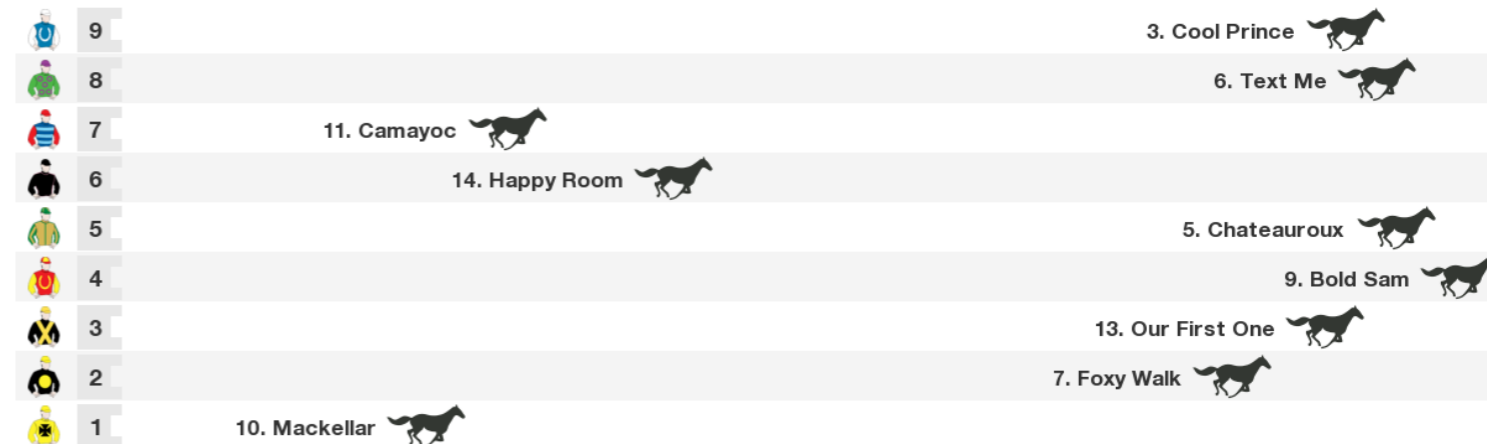 9 3. Cool Prince
8 6. Text Me
7 11. Camayoc
6 14. Happy Room
5 5. Chateauroux
4 9. Bold Sam
3 13. Our First One
2 7. Foxy Walk
1 10. Mackellar